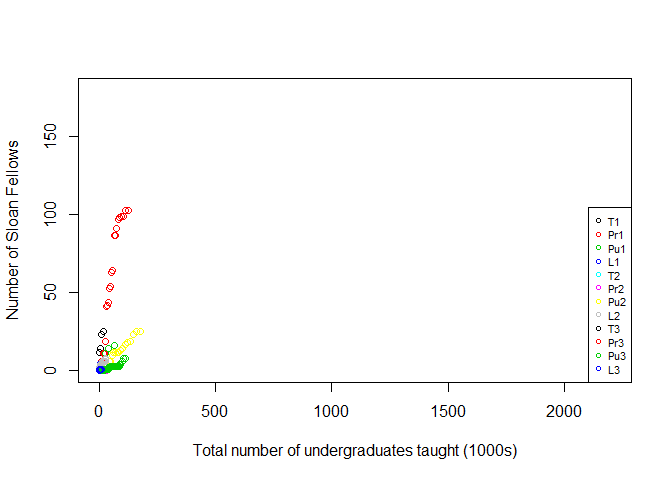 Number of Sloan Fellows
150
100
50
0
0
500
1000
1500
2000
Total number of undergraduates taught (1000s)
T1
Pr1
Pu1
L1
T2
Pr2
Pu2
L2
T3
Pr3
Pu3
L3